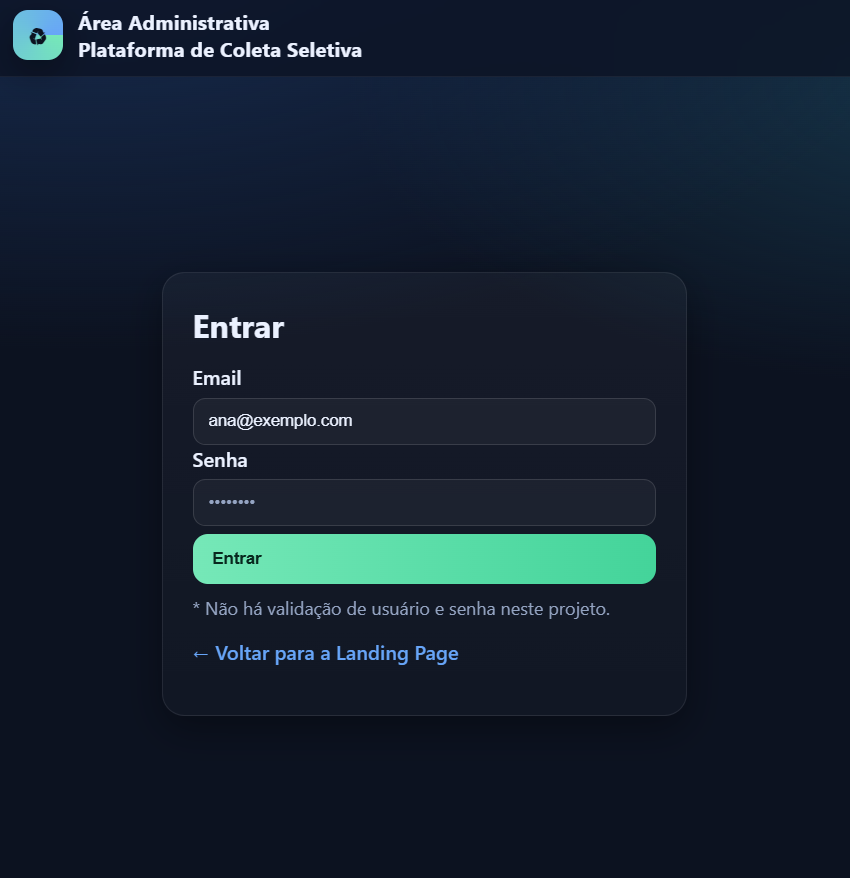 Área Administrativa
Plataforma de Coleta Seletiva
Entrar
Email
ana@exemplo.com
Senha
••••••••
Entrar
* Não há validação de usuário e senha neste projeto.
← Voltar para a Landing Page